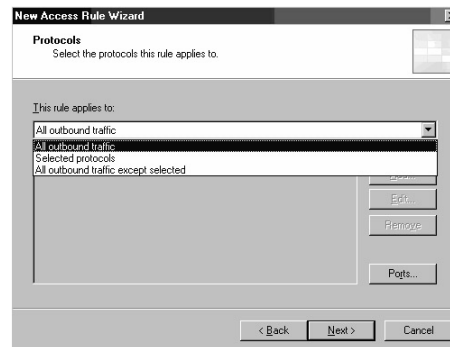 New Access Rule Wizard
Protocols
Select the protocols this rule applies to.
This rule applies to:
All outbound traffic
All outbound traffic
Selected protocols
All outbound traffic except selected
Edit...
Remove
Ports...
< Back
Next >
Cancel